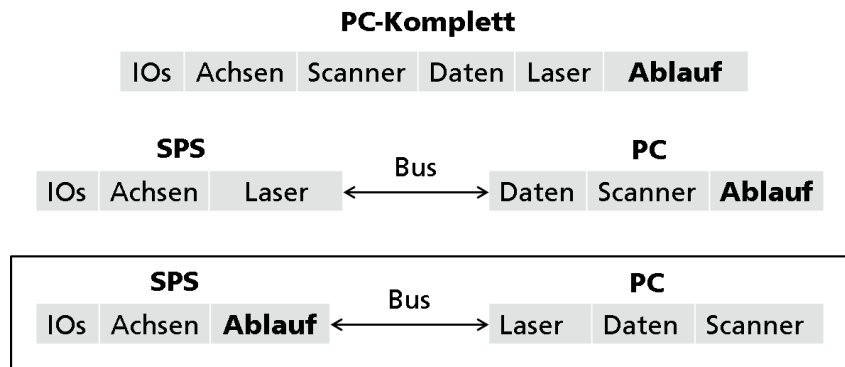 PC-Komplett
IOs Achsen Scanner Daten Laser Ablauf
SPS Bus PC
IOs Achsen Laser Daten Scanner Ablauf
SPS Bus PC
IOs Achsen Ablauf Laser Daten Scanner